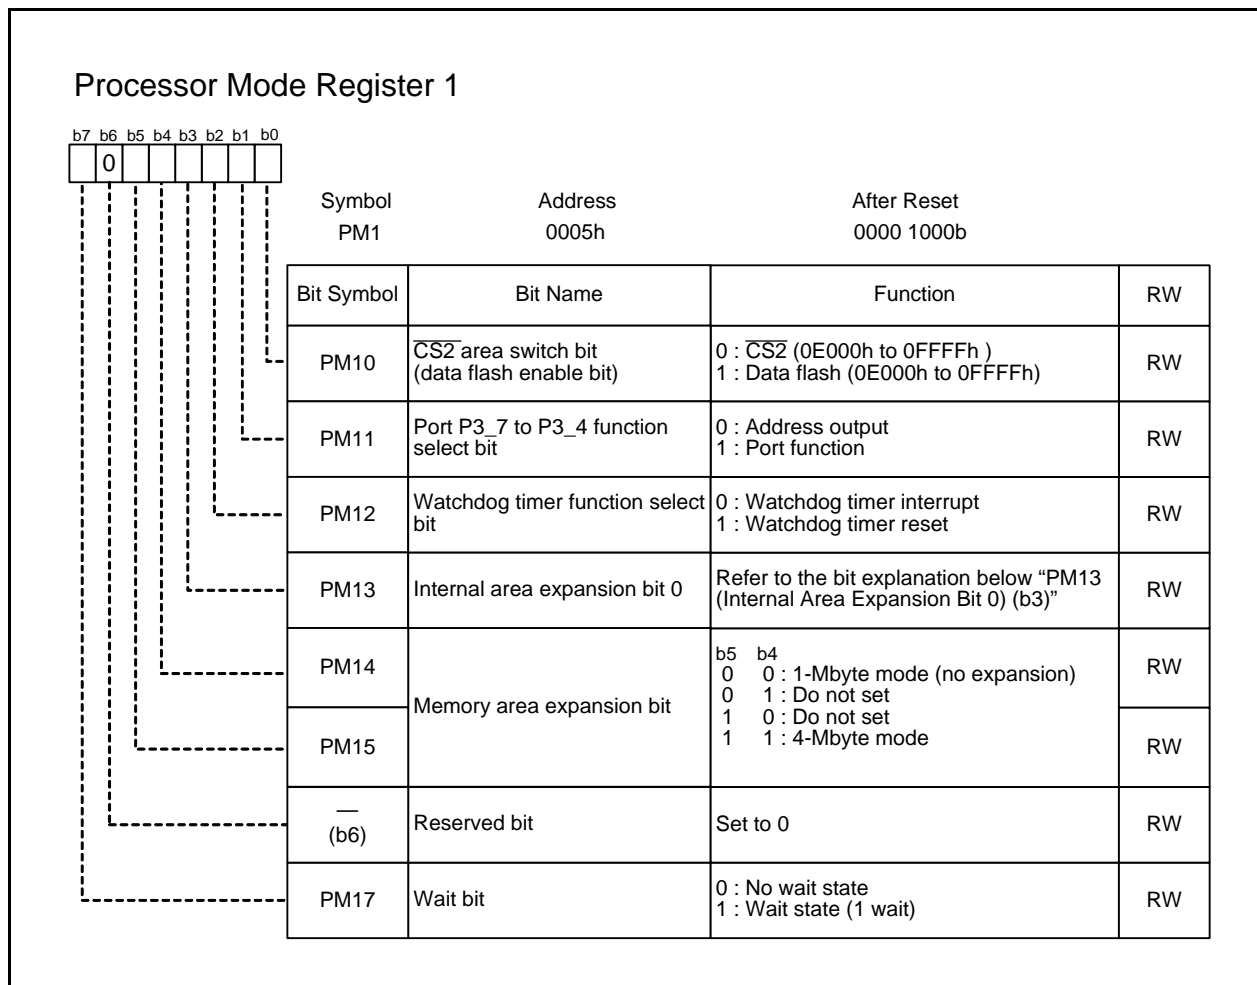 Processor Mode Register 1
b7 b6 b5 b4 b3 b2 b1 b0
0
Symbol Address After Reset
PM1 0005h 0000 1000b
Bit Symbol Bit Name Function RW
PM10 CS2 area switch bit (data flash enable bit) 0 : CS2 (0E000h to 0FFFFh ) RW
1 : Data flash (0E000h to 0FFFFh)
PM11 Port P3_7 to P3_4 function select bit 0 : Address output RW
1 : Port function
PM12 Watchdog timer function select bit 0 : Watchdog timer interrupt RW
1 : Watchdog timer reset
PM13 Internal area expansion bit 0 Refer to the bit explanation below “PM13 RW
(Internal Area Expansion Bit 0) (b3)”
PM14 Memory area expansion bit b5 b4 RW
0 0 : 1-Mbyte mode (no expansion)
0 1 : Do not set
1 0 : Do not set
1 1 : 4-Mbyte mode
PM15 RW
— (b6) Reserved bit Set to 0 RW
PM17 Wait bit 0 : No wait state RW
1 : Wait state (1 wait)